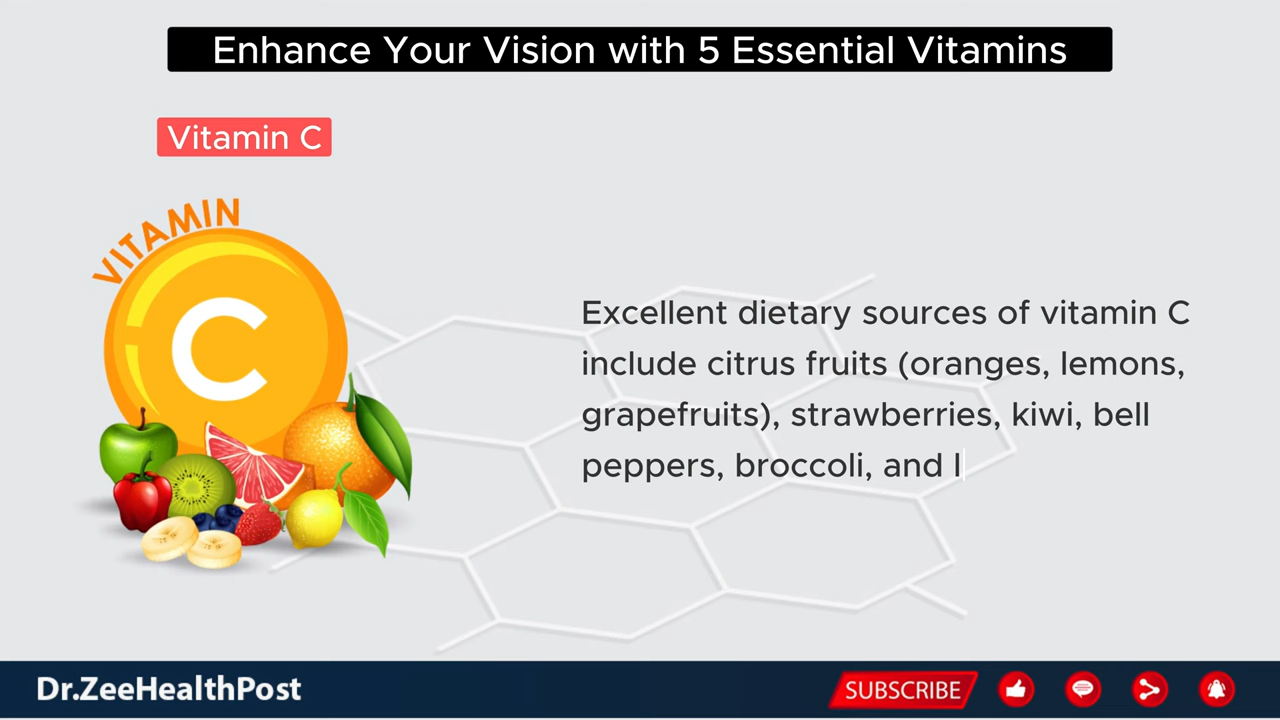 Enhance Your Vision with 5 Essential Vitamins
Vitamin C
VITAMIN
C
Excellent dietary sources of vitamin C
include citrus fruits (oranges, lemons,
grapefruits), strawberries, kiwi, bell
peppers, broccoli, and l
Dr.ZeeHealthPost
SUBSCRIBE